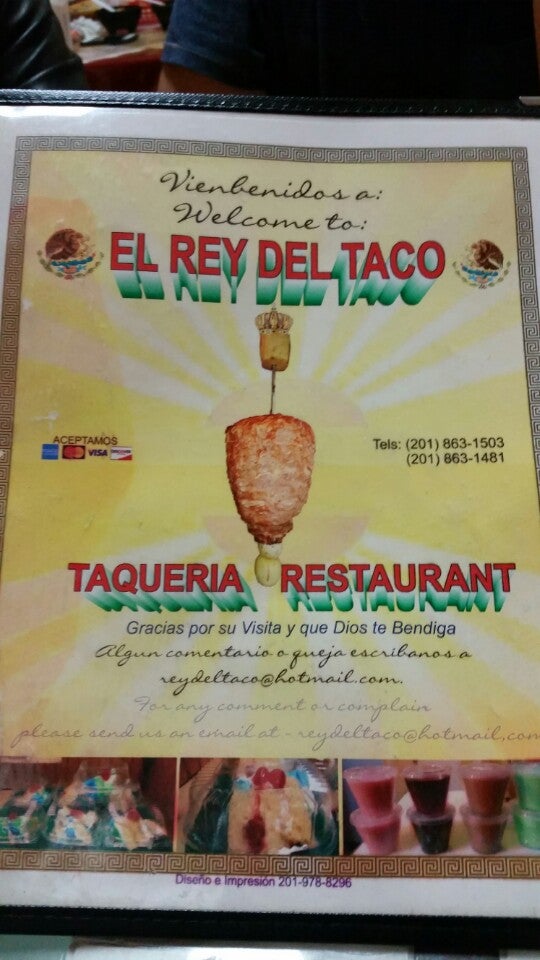 Vienbenidos a:
Welcome to:
EL REY DEL TACO
ACEPTAMOS
VISA
DISCOVER
Tels: (201) 863-1503
(201) 863-1481
TAQUERIA RESTAURANT
Gracias por su Visita y que Dios te Bendiga
Algun comentario o queja escribanos a
reydeltaco@hotmail.com.
For any comment or complain
please send us an email at - reydeltaco@hotmail,com
Diseño e Impresión 201-978-8296